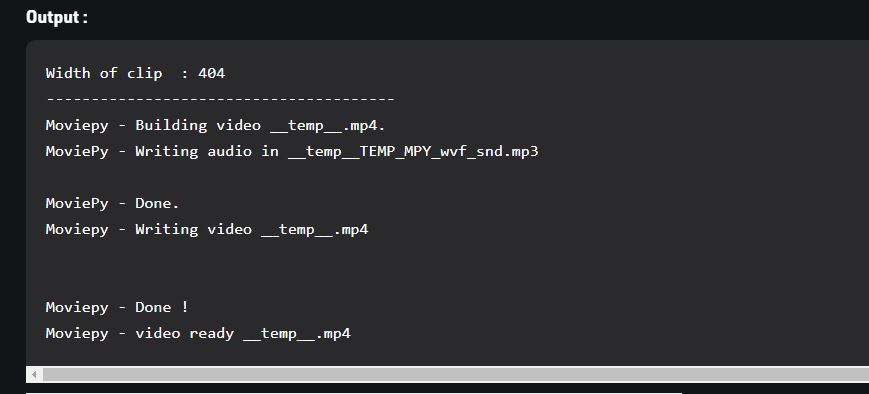 Output :
Width of clip  : 404
---------------------------------------
Moviepy - Building video __temp__.mp4.
MoviePy - Writing audio in __temp__TEMP_MPY_wvf_snd.mp3
MoviePy - Done.
Moviepy - Writing video __temp__.mp4
Moviepy - Done !
Moviepy - video ready __temp__.mp4